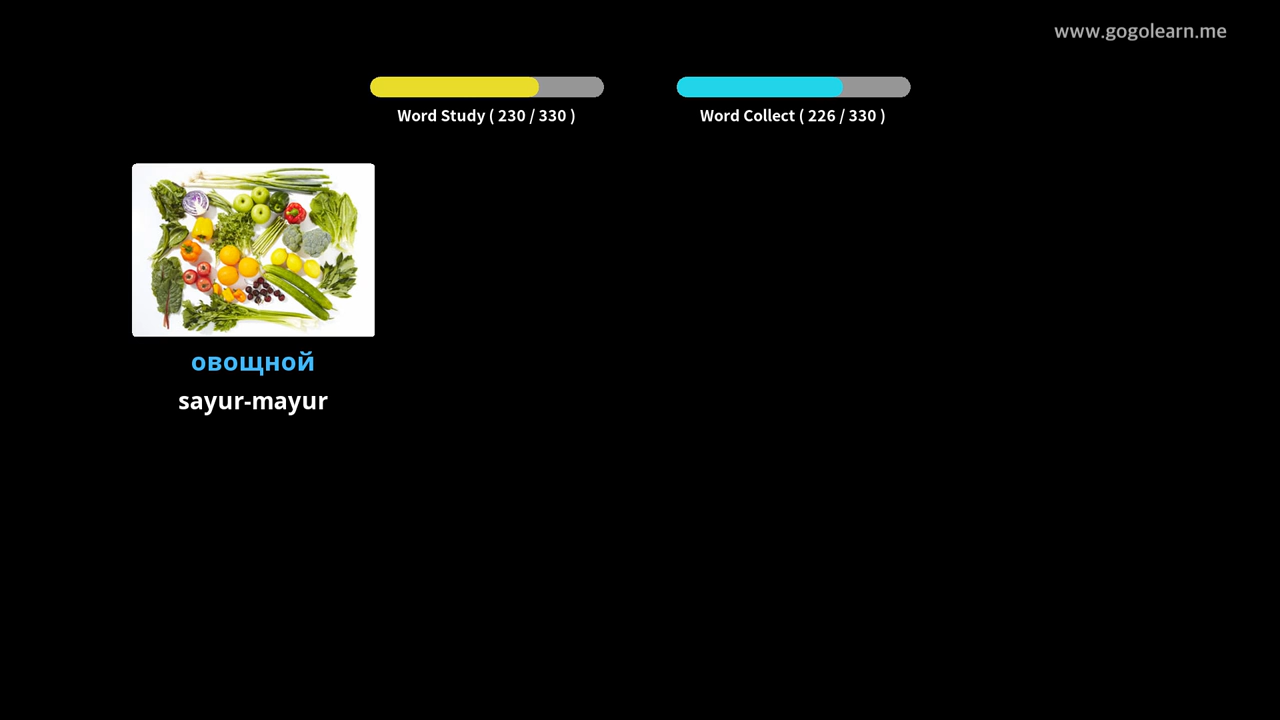 www.gogolearn.me
Word Study ( 230 / 330 )
Word Collect ( 226 / 330 )
овощной
sayur-mayur